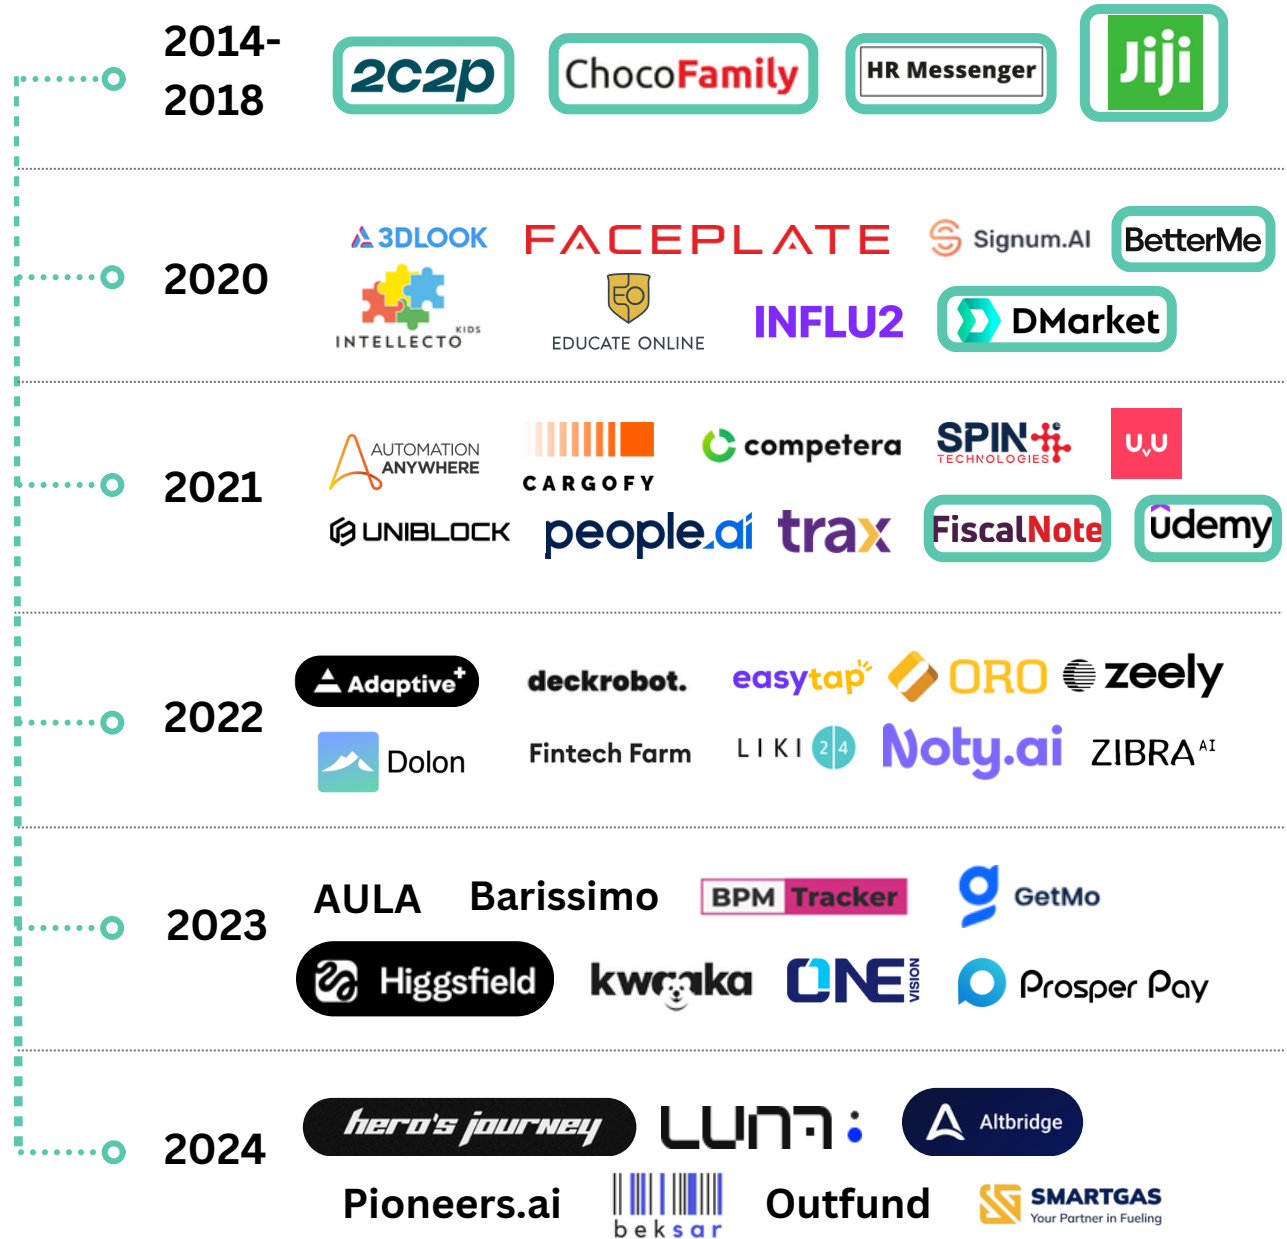 2014-
2018
2c2p
ChocoFamily
HR Messenger
Jiji
2020
3DLOOK
FACEPLATE
Signum.AI
BetterMe
INTELLECTO KIDS
EO
EDUCATE ONLINE
INFLU2
DMarket
2021
AUTOMATION
ANYWHERE
CARGOFY
competera
SPIN
TECHNOLOGIES
UvU
UNIBLOCK
people.ai
trax
FiscalNote
udemy
2022
Adaptive+
deckrobot.
easytap
ORO
zeely
Dolon
Fintech Farm
LIKI 24
Noty.ai
ZIBRA AI
2023
AULA
Barissimo
BPM Tracker
GetMo
Higgsfield
kwaaka
ONE VISION
Prosper Pay
2024
hero's journey
LUNA
Altbridge
Pioneers.ai
beksar
Outfund
SMARTGAS
Your Partner in Fueling